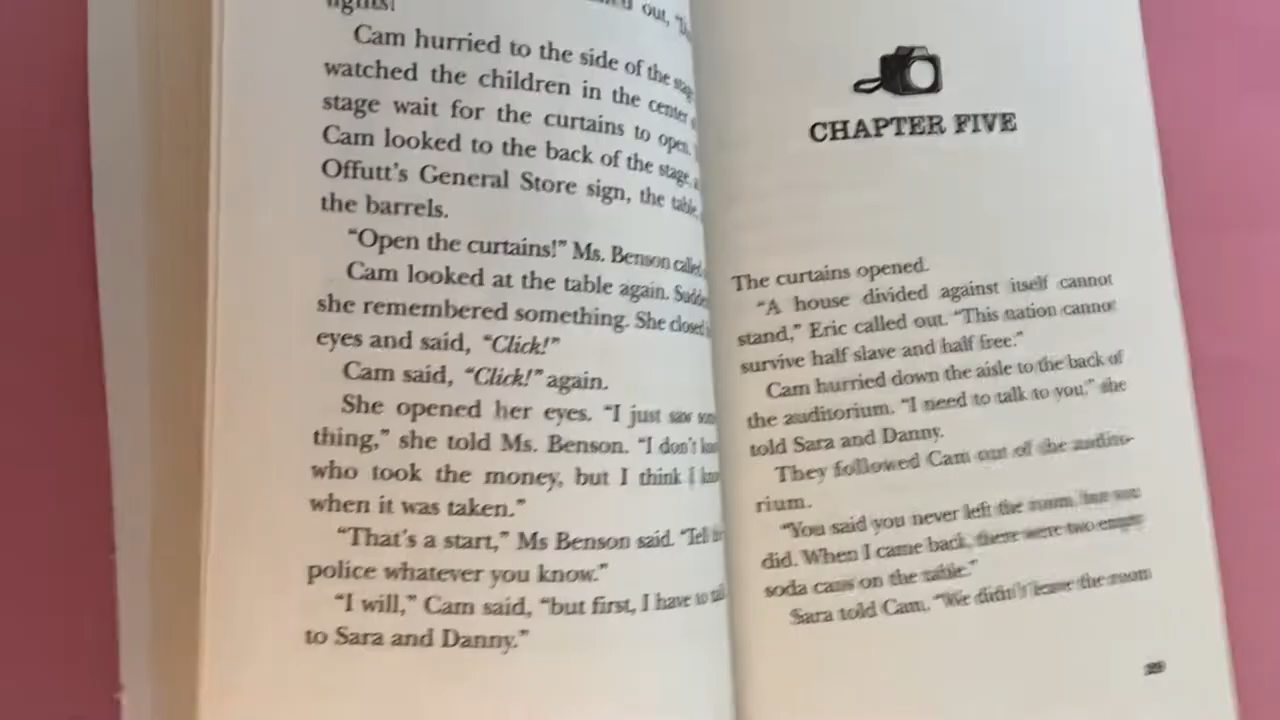 out,
Cam hurried to the side of the
watched the children in the center
stage wait for the curtains to open.
Cam looked to the back of the stage,
Offutt's General Store sign, the table,
the barrels.
"Open the curtains!" Ms. Benson called
Cam looked at the table again.
she remembered something. She closed
eyes and said, "Click!"
Cam said, "Click!" again.
She opened her eyes. "I just saw
thing," she told Ms. Benson. "I don't
who took the money, but I think I
when it was taken."
"That's a start," Ms Benson said. "Tell
police whatever you know."
"I will," Cam said, "but first, I have to
to Sara and Danny."
CHAPTER FIVE
The curtains opened.
"A house divided against itself cannot
stand," Eric called out. "This nation cannot
survive half slave and half free."
Cam hurried down the aisle to the back of
the auditorium. "I need to talk to you," she
told Sara and Danny.
They followed Cam out of the audito-
rium.
"You said you never left the room, but you
did. When I came back, there were two empty
soda cans on the table."
Sara told Cam, "We didn't leave the room